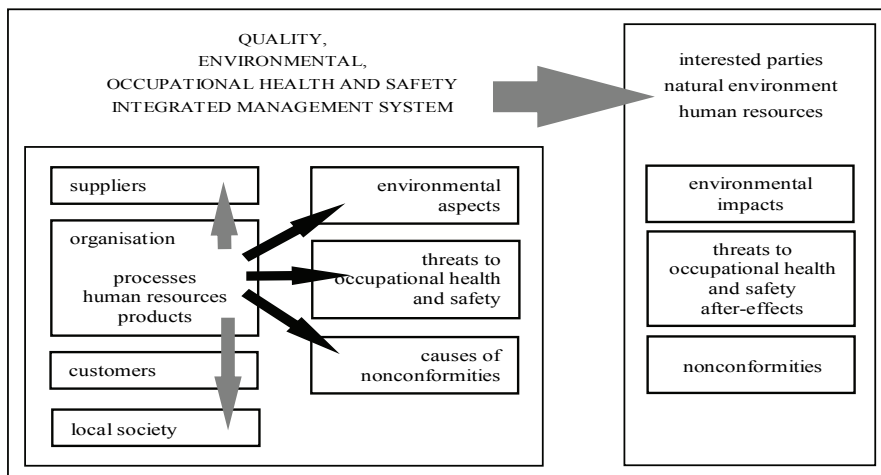 QUALITY,
ENVIRONMENTAL,
OCCUPATIONAL HEALTH AND SAFETY
INTEGRATED MANAGEMENT SYSTEM
interested parties
natural environment
human resources
suppliers
organisation
processes
human resources
products
customers
local society
environmental
aspects
threats to
occupational health
and safety
causes of
nonconformities
environmental
impacts
threats to
occupational health
and safety
after-effects
nonconformities